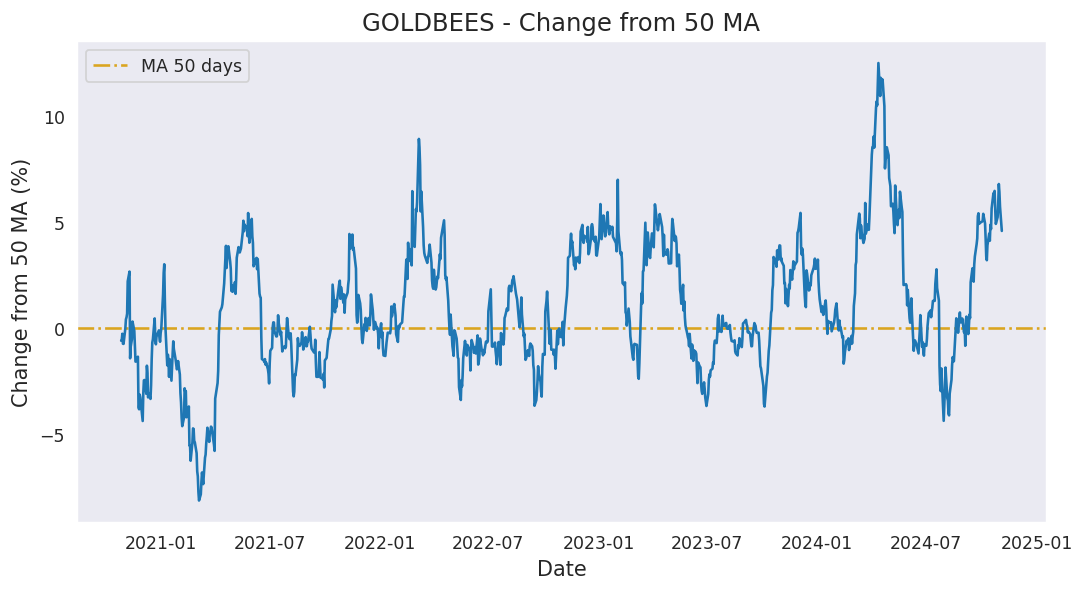 GOLDBEES - Change from 50 MA
MA 50 days
Change from 50 MA (%)
10
5
0
−5
2021-01 2021-07 2022-01 2022-07 2023-01 2023-07 2024-01 2024-07 2025-01
Date